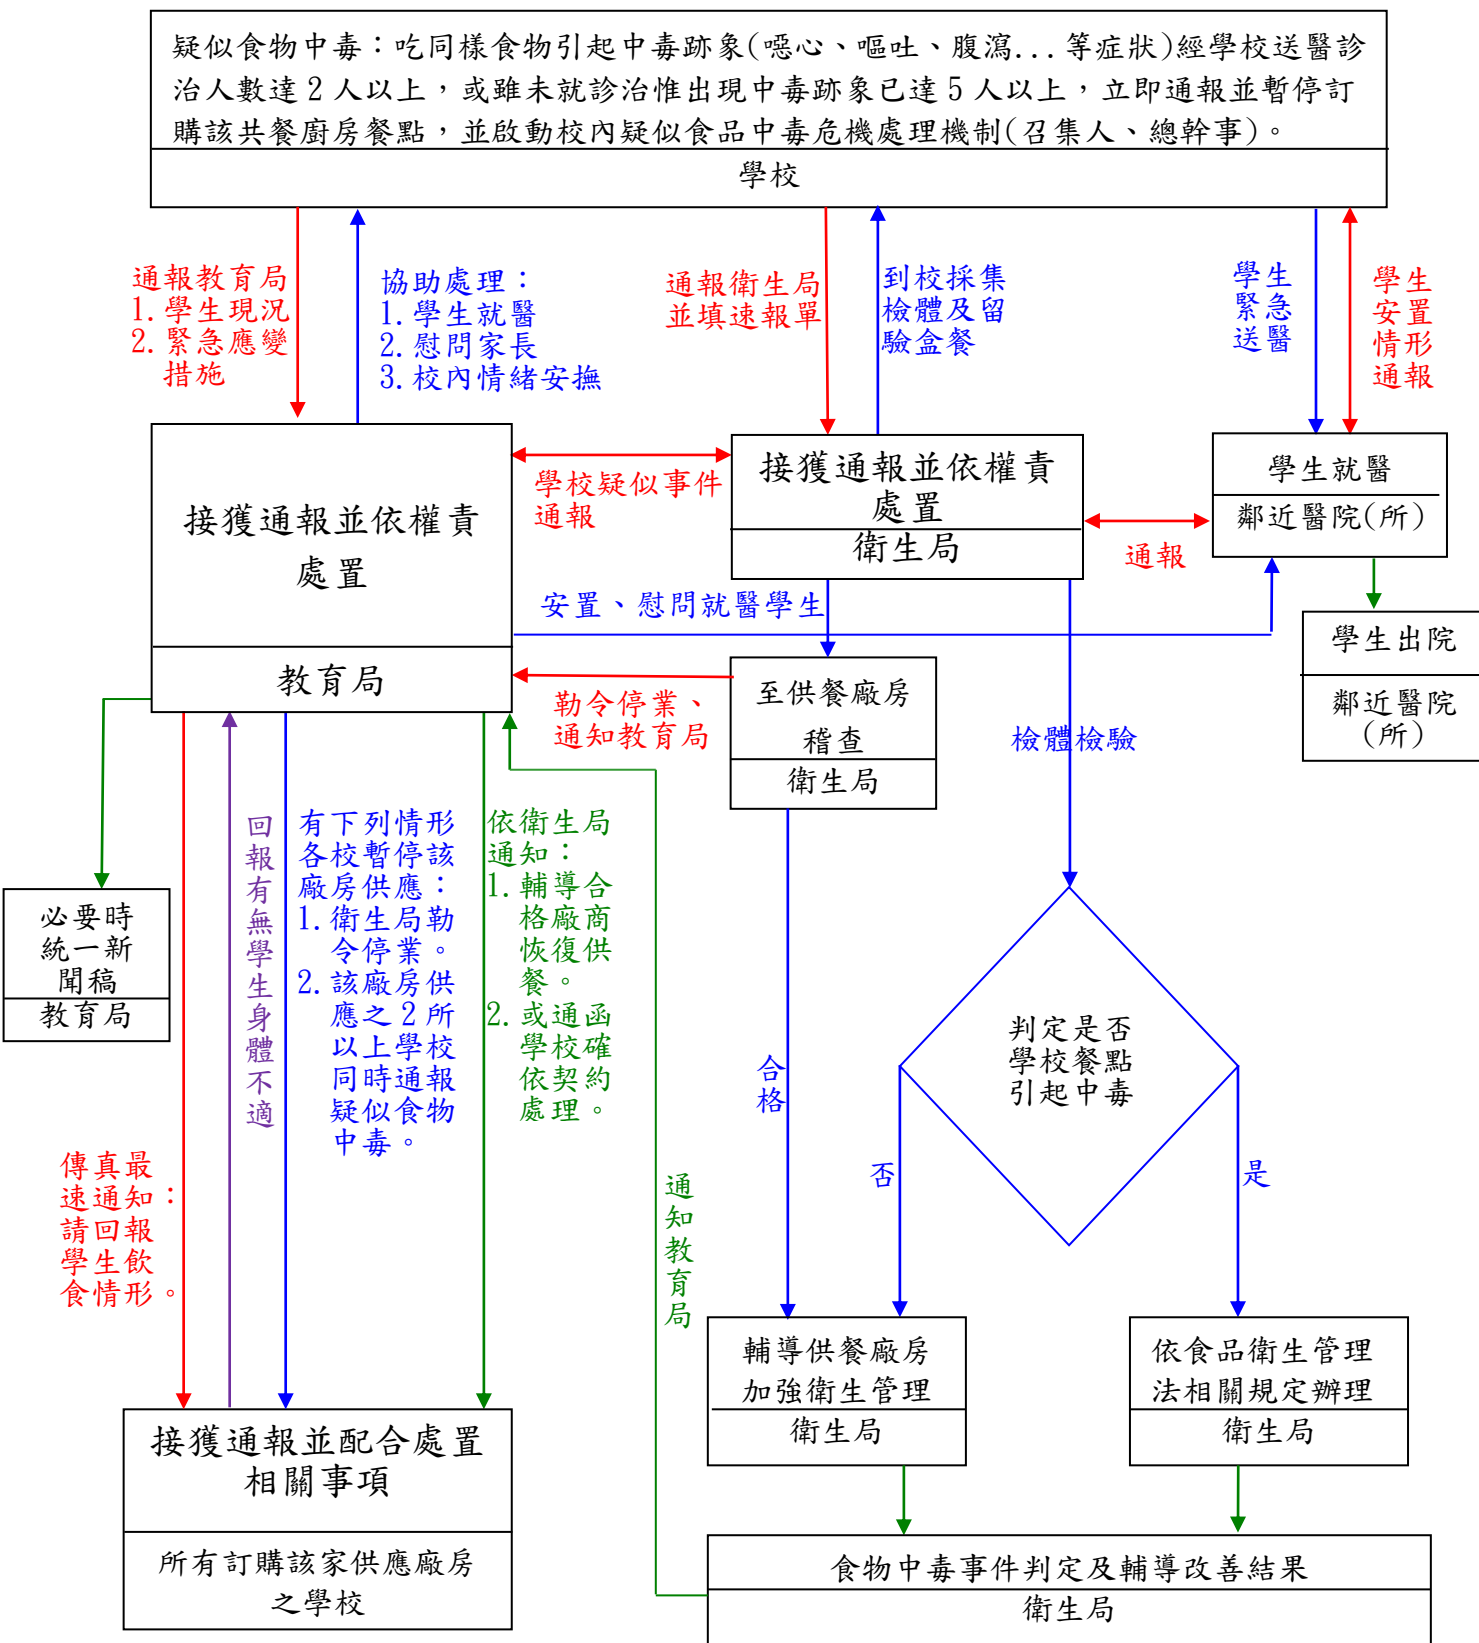 疑似食物中毒：吃同樣食物引起中毒跡象(噁心、嘔吐、腹瀉...等症狀)經學校送醫診
治人數達2人以上，或雖未就診治惟出現中毒跡象已達5人以上，立即通報並暫停訂
購該共餐廚房餐點，並啟動校內疑似食品中毒危機處理機制(召集人、總幹事)。
學校
通報教育局
1.學生現況
2.緊急應變
措施
協助處理：
1.學生就醫
2.慰問家長
3.校內情緒安撫
通報衛生局
並填速報單
到校採集
檢體及留
驗盒餐
學生
緊急
送醫
學生
安置
情形
通報
接獲通報並依權責
處置
教育局
學校疑似事件
通報
接獲通報並依權責
處置
衛生局
通報
學生就醫
鄰近醫院(所)
安置、慰問就醫學生
學生出院
鄰近醫院
(所)
勒令停業、
通知教育局
至供餐廠房
稽查
衛生局
檢體檢驗
必要時
統一新
聞稿
教育局
傳真最
速通知：
請回報
學生飲
食情形。
回報有無學生身體不適
有下列情形
各校暫停該
廠房供應：
1.衛生局勒
令停業。
2.該廠房供
應之2所
以上學校
同時通報
疑似食物
中毒。
依衛生局
通知：
1.輔導合
格廠商
恢復供
餐。
2.或通函
學校確
依契約
處理。
通知教育局
合格
判定是否
學校餐點
引起中毒
否
是
輔導供餐廠房
加強衛生管理
衛生局
依食品衛生管理
法相關規定辦理
衛生局
接獲通報並配合處置
相關事項
所有訂購該家供應廠房
之學校
食物中毒事件判定及輔導改善結果
衛生局